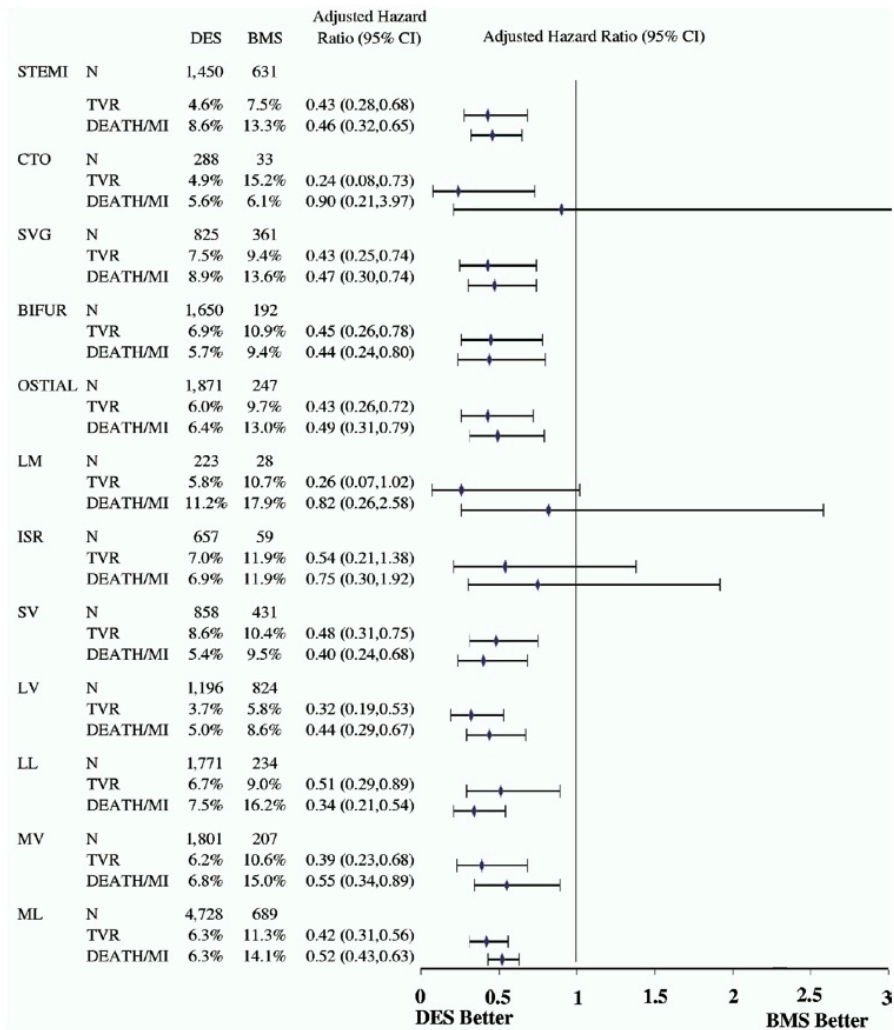 Adjusted Hazard
DES BMS Ratio (95% CI) Adjusted Hazard Ratio (95% CI)
STEMI N 1,450 631
TVR 4.6% 7.5% 0.43 (0.28,0.68)
DEATH/MI 8.6% 13.3% 0.46 (0.32,0.65)
CTO N 288 33
TVR 4.9% 15.2% 0.24 (0.08,0.73)
DEATH/MI 5.6% 6.1% 0.90 (0.21,3.97)
SVG N 825 361
TVR 7.5% 9.4% 0.43 (0.25,0.74)
DEATH/MI 8.9% 13.6% 0.47 (0.30,0.74)
BIFUR N 1,650 192
TVR 6.9% 10.9% 0.45 (0.26,0.78)
DEATH/MI 5.7% 9.4% 0.44 (0.24,0.80)
OSTIAL N 1,871 247
TVR 6.0% 9.7% 0.43 (0.26,0.72)
DEATH/MI 6.4% 13.0% 0.49 (0.31,0.79)
LM N 223 28
TVR 5.8% 10.7% 0.26 (0.07,1.02)
DEATH/MI 11.2% 17.9% 0.82 (0.26,2.58)
ISR N 657 59
TVR 7.0% 11.9% 0.54 (0.21,1.38)
DEATH/MI 6.9% 11.9% 0.75 (0.30,1.92)
SV N 858 431
TVR 8.6% 10.4% 0.48 (0.31,0.75)
DEATH/MI 5.4% 9.5% 0.40 (0.24,0.68)
LV N 1,196 824
TVR 3.7% 5.8% 0.32 (0.19,0.53)
DEATH/MI 5.0% 8.6% 0.44 (0.29,0.67)
LL N 1,771 234
TVR 6.7% 9.0% 0.51 (0.29,0.89)
DEATH/MI 7.5% 16.2% 0.34 (0.21,0.54)
MV N 1,801 207
TVR 6.2% 10.6% 0.39 (0.23,0.68)
DEATH/MI 6.8% 15.0% 0.55 (0.34,0.89)
ML N 4,728 689
TVR 6.3% 11.3% 0.42 (0.31,0.56)
DEATH/MI 6.3% 14.1% 0.52 (0.43,0.63)
0 0.5 1 1.5 2 2.5 3
DES Better BMS Better